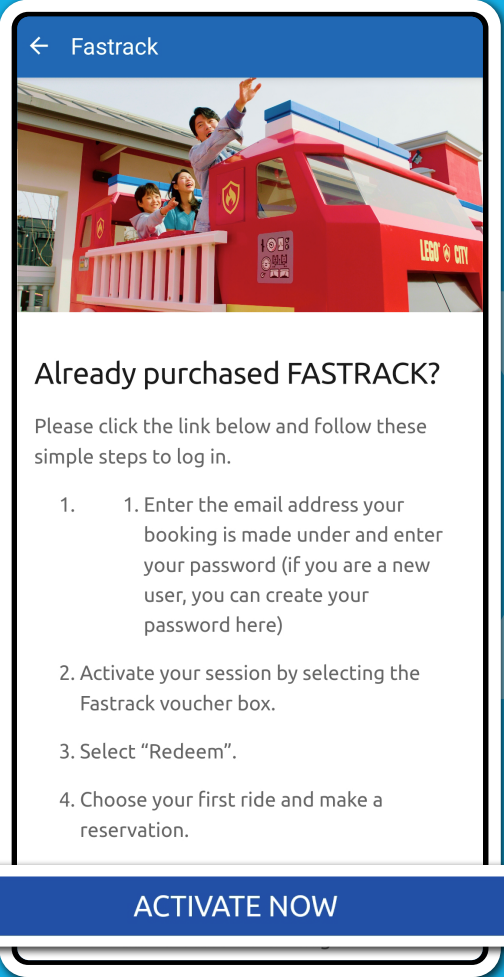 Fastrack
LEGO CITY
Already purchased FASTRACK?
Please click the link below and follow these
simple steps to log in.
1. 1. Enter the email address your
booking is made under and enter
your password (if you are a new
user, you can create your
password here)
2. Activate your session by selecting the
Fastrack voucher box.
3. Select “Redeem”.
4. Choose your first ride and make a
reservation.
ACTIVATE NOW